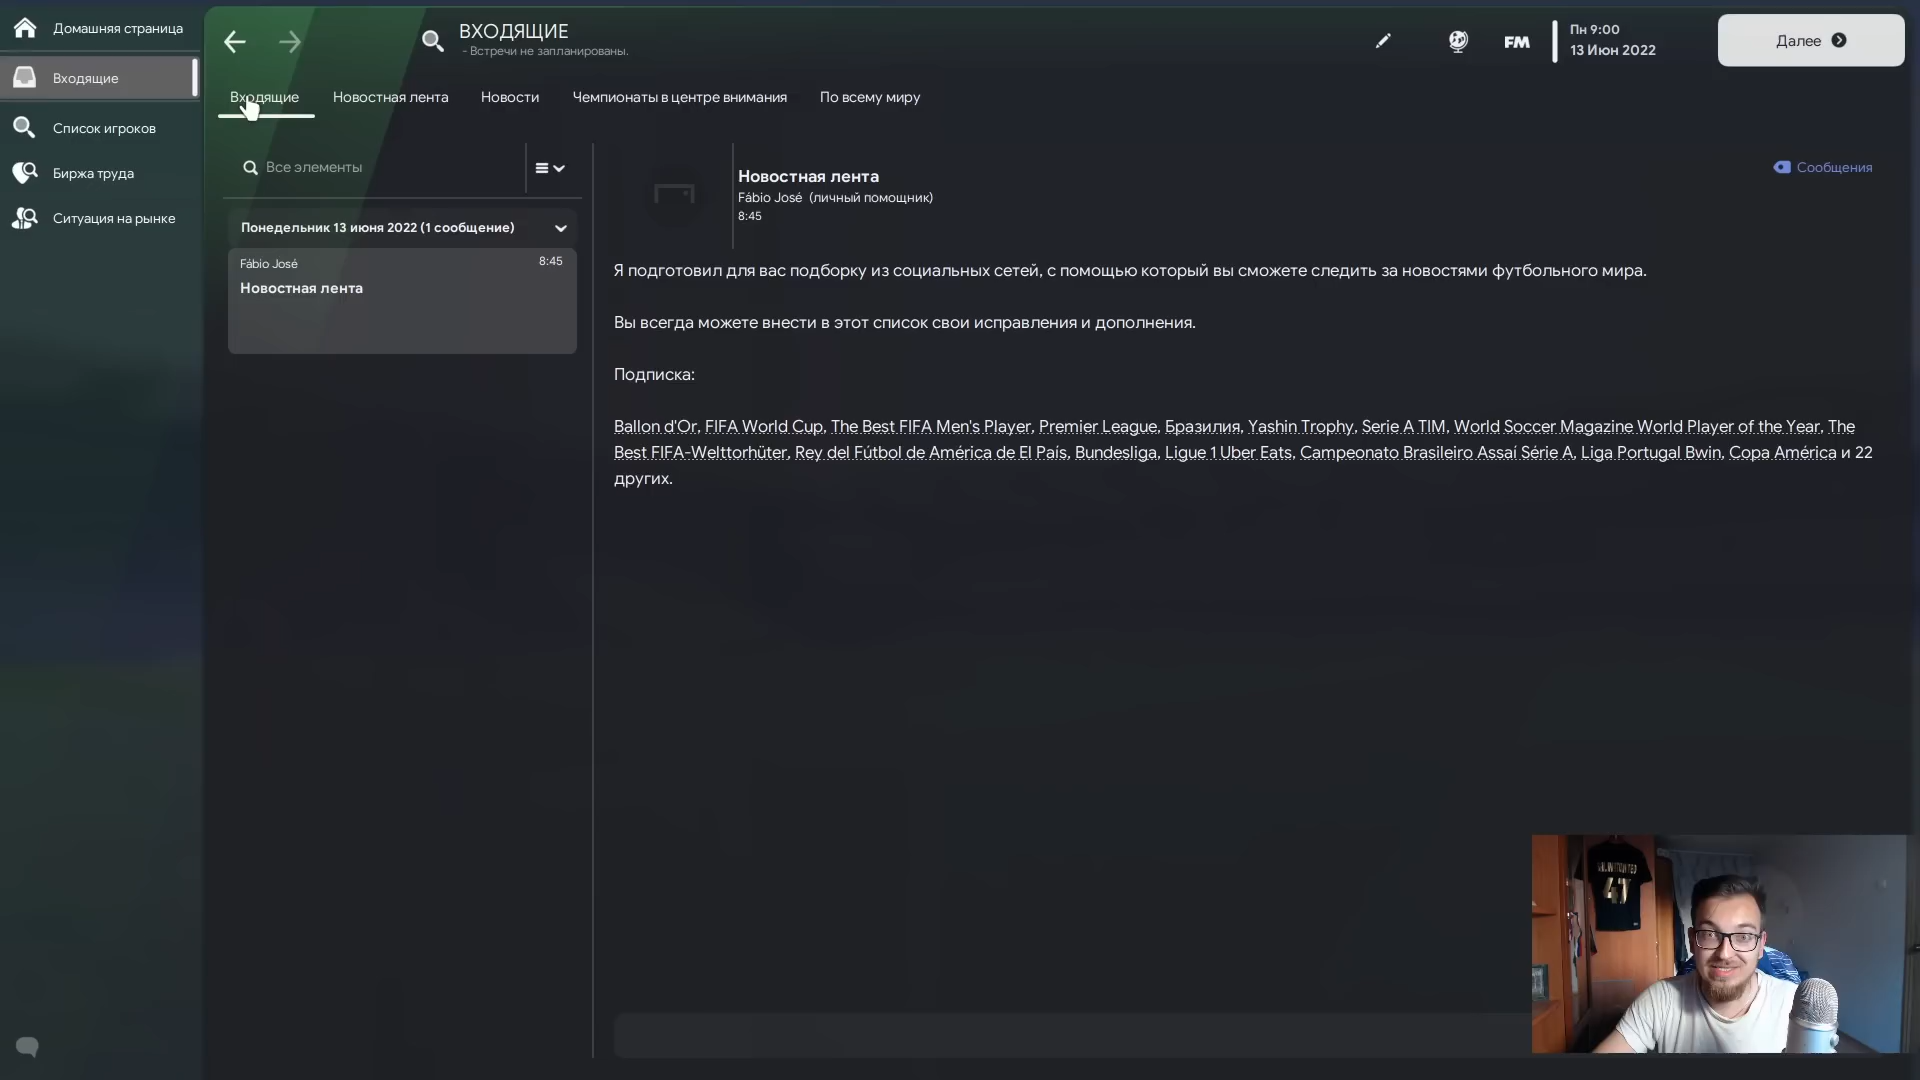 Домашняя страница
Входящие
Список игроков
Биржа труда
Ситуация на рынке
ВХОДЯЩИЕ
- Встречи не запланированы.
FM
Пн 9:00
13 Июн 2022
Далее
Входящие
Новостная лента
Новости
Чемпионаты в центре внимания
По всему миру
Все элементы
Понедельник 13 июня 2022 (1 сообщение)
Fábio José
8:45
Новостная лента
Новостная лента
Fábio José (личный помощник)
8:45
Сообщения
Я подготовил для вас подборку из социальных сетей, с помощью который вы сможете следить за новостями футбольного мира.
Вы всегда можете внести в этот список свои исправления и дополнения.
Подписка:
Ballon d'Or, FIFA World Cup, The Best FIFA Men's Player, Premier League, Бразилия, Yashin Trophy, Serie A TIM, World Soccer Magazine World Player of the Year, The
Best FIFA-Welttorhüter, Rey del Fútbol de América de El País, Bundesliga, Ligue 1 Uber Eats, Campeonato Brasileiro Assaí Série A, Liga Portugal Bwin, Copa América и 22
других.
47